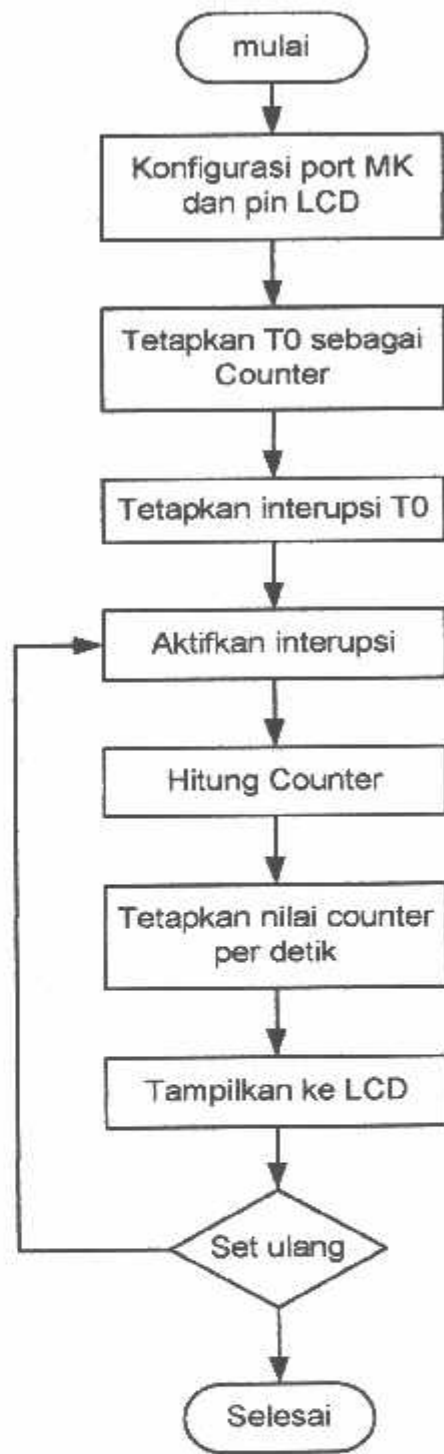 mulai
Konfigurasi port MK
dan pin LCD
Tetapkan T0 sebagai
Counter
Tetapkan interupsi T0
Aktifkan interupsi
Hitung Counter
Tetapkan nilai counter
per detik
Tampilkan ke LCD
Set ulang
Selesai